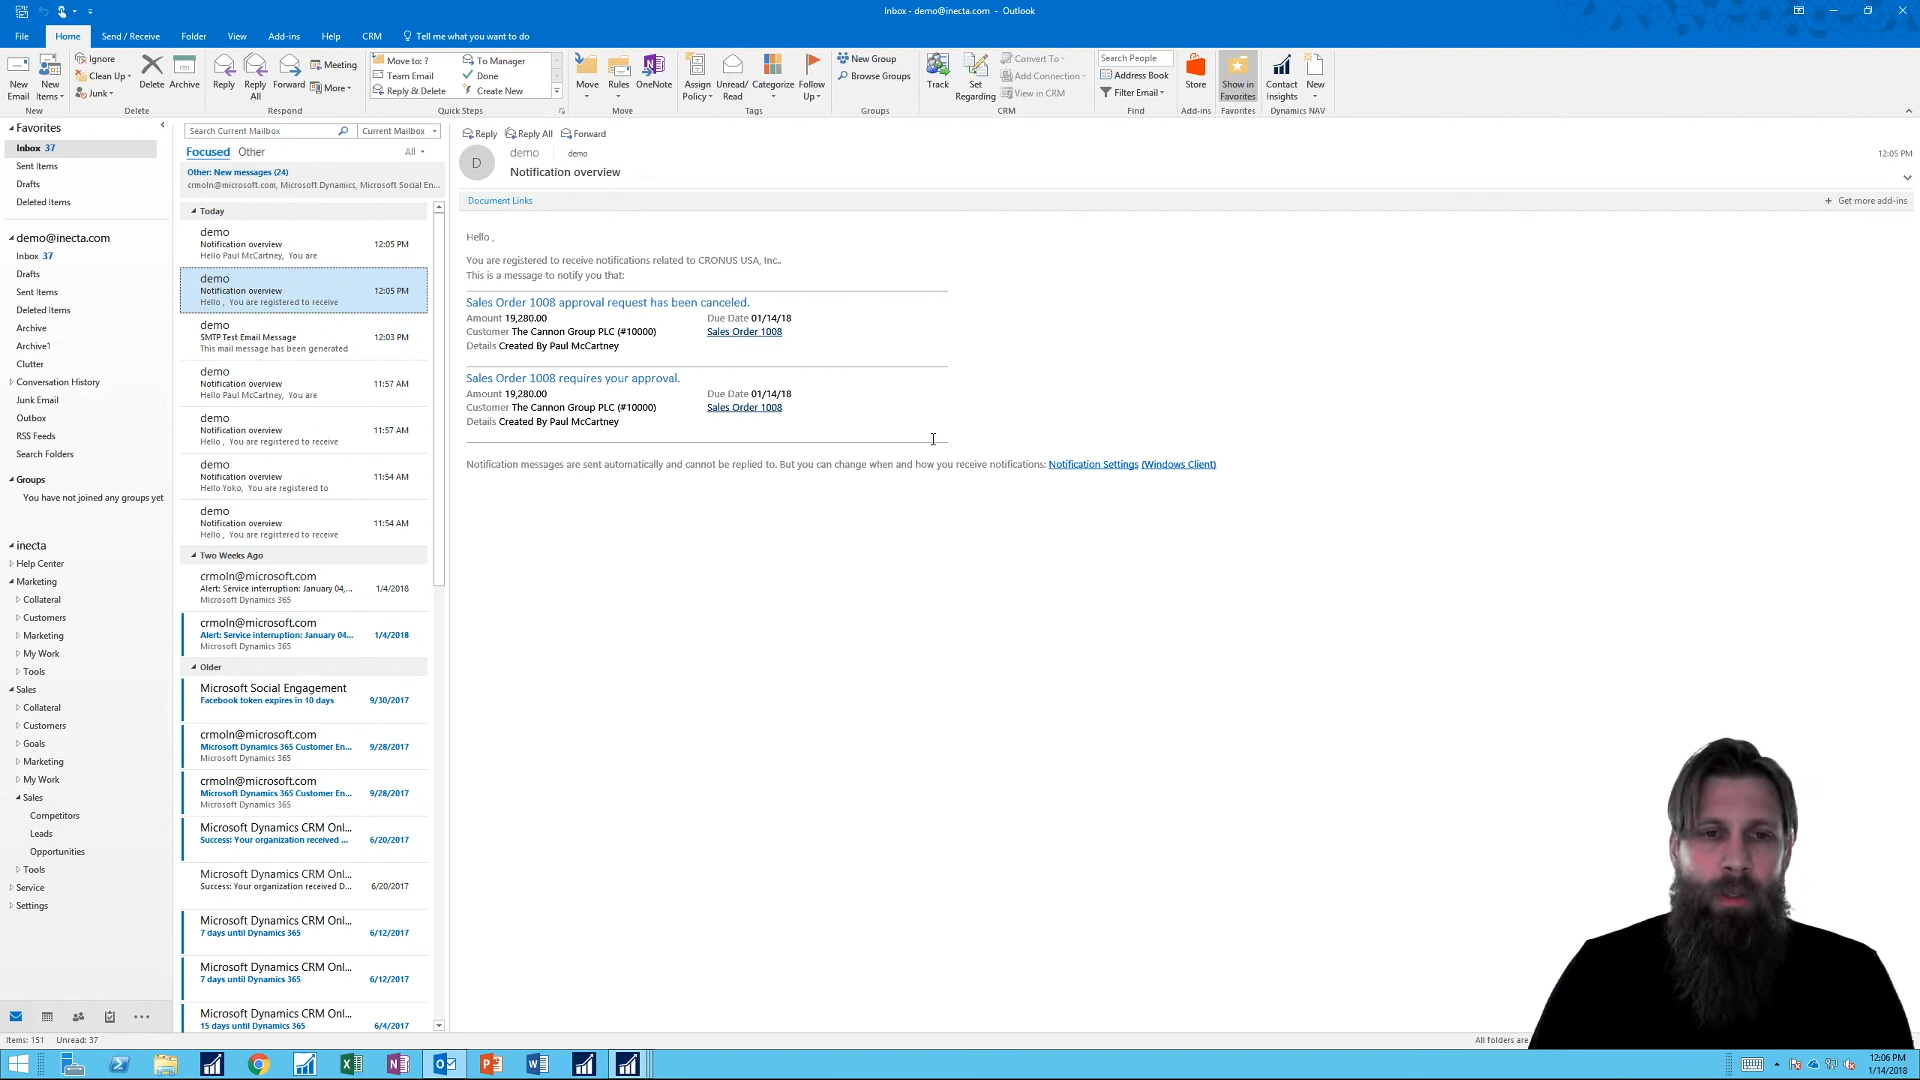 Inbox - demo@inecta.com - Outlook
File Home Send / Receive Folder View Add-ins Help CRM Tell me what you want to do
New Email
New Items
New
Ignore
Clean Up
Junk
Delete
Archive
Delete
Reply
Reply All
Forward
Meeting
More
Respond
Move to: ?
Team Email
Reply & Delete
To Manager
Done
Create New
Quick Steps
Move
Rules
OneNote
Move
Assign Policy
Unread/ Read
Categorize
Follow Up
Tags
New Group
Browse Groups
Groups
Track
Set Regarding
Convert To
Add Connection
View in CRM
CRM
Search People
Address Book
Filter Email
Find
Store
Add-ins
Show in Favorites
Favorites
Contact Insights
New
Dynamics NAV
Favorites
Inbox 37
Sent Items
Drafts
Deleted Items
demo@inecta.com
Inbox 37
Drafts
Sent Items
Deleted Items
Archive
Archive1
Clutter
Conversation History
Junk Email
Outbox
RSS Feeds
Search Folders
Groups
You have not joined any groups yet
inecta
Help Center
Marketing
Collateral
Customers
Marketing
My Work
Tools
Sales
Collateral
Customers
Goals
Marketing
My Work
Sales
Competitors
Leads
Opportunities
Tools
Service
Settings
Search Current Mailbox Current Mailbox
Focused Other All
Other: New messages (24)
crmoln@microsoft.com, Microsoft Dynamics, Microsoft Social En...
Today
demo
Notification overview 12:05 PM
Hello Paul McCartney, You are
demo
Notification overview 12:05 PM
Hello , You are registered to receive
demo
SMTP Test Email Message 12:03 PM
This mail message has been generated
demo
Notification overview 11:57 AM
Hello Paul McCartney, You are
demo
Notification overview 11:57 AM
Hello , You are registered to receive
demo
Notification overview 11:54 AM
Hello Yoko, You are registered to
demo
Notification overview 11:54 AM
Hello , You are registered to receive
Two Weeks Ago
crmoln@microsoft.com
Alert: Service interruption: January 04,... 1/4/2018
Microsoft Dynamics 365
crmoln@microsoft.com
Alert: Service interruption: January 04... 1/4/2018
Microsoft Dynamics 365
Older
Microsoft Social Engagement
Facebook token expires in 10 days 9/30/2017
crmoln@microsoft.com
Microsoft Dynamics 365 Customer En... 9/28/2017
Microsoft Dynamics 365
crmoln@microsoft.com
Microsoft Dynamics 365 Customer En... 9/28/2017
Microsoft Dynamics 365
Microsoft Dynamics CRM Onl...
Success: Your organization received ... 6/20/2017
Microsoft Dynamics CRM Onl...
Success: Your organization received D... 6/20/2017
Microsoft Dynamics CRM Onl...
7 days until Dynamics 365 6/12/2017
Microsoft Dynamics CRM Onl...
7 days until Dynamics 365 6/12/2017
Microsoft Dynamics CRM Onl...
15 days until Dynamics 365 6/4/2017
Reply Reply All Forward
D
demo demo
12:05 PM
Notification overview
Document Links
+ Get more add-ins
Hello ,
You are registered to receive notifications related to CRONUS USA, Inc..
This is a message to notify you that:
Sales Order 1008 approval request has been canceled.
Amount 19,280.00 Due Date 01/14/18
Customer The Cannon Group PLC (#10000) Sales Order 1008
Details Created By Paul McCartney
Sales Order 1008 requires your approval.
Amount 19,280.00 Due Date 01/14/18
Customer The Cannon Group PLC (#10000) Sales Order 1008
Details Created By Paul McCartney
Notification messages are sent automatically and cannot be replied to. But you can change when and how you receive notifications: Notification Settings (Windows Client)
Items: 151 Unread: 37
All folders are
12:06 PM
1/14/2018